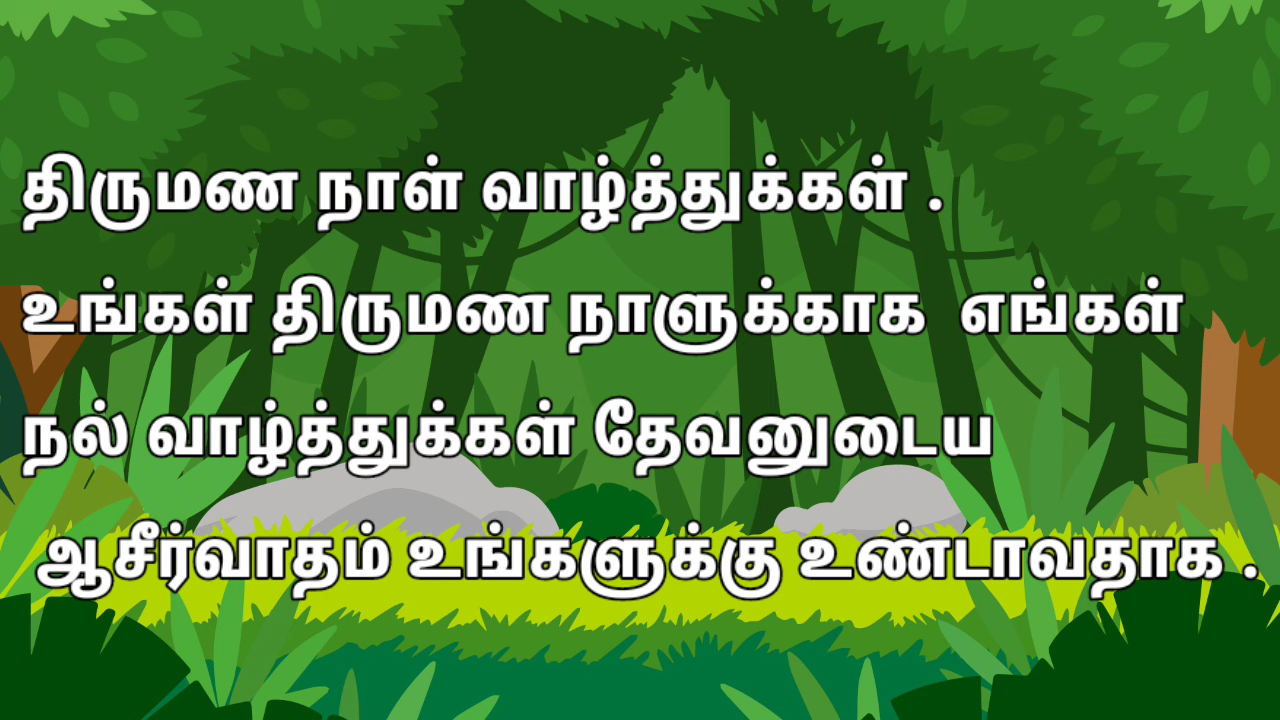 திருமண நாள் வாழ்த்துக்கள் .
உங்கள் திருமண நாளுக்காக எங்கள்
நல் வாழ்த்துக்கள் தேவனுடைய
ஆசீர்வாதம் உங்களுக்கு உண்டாவதாக .